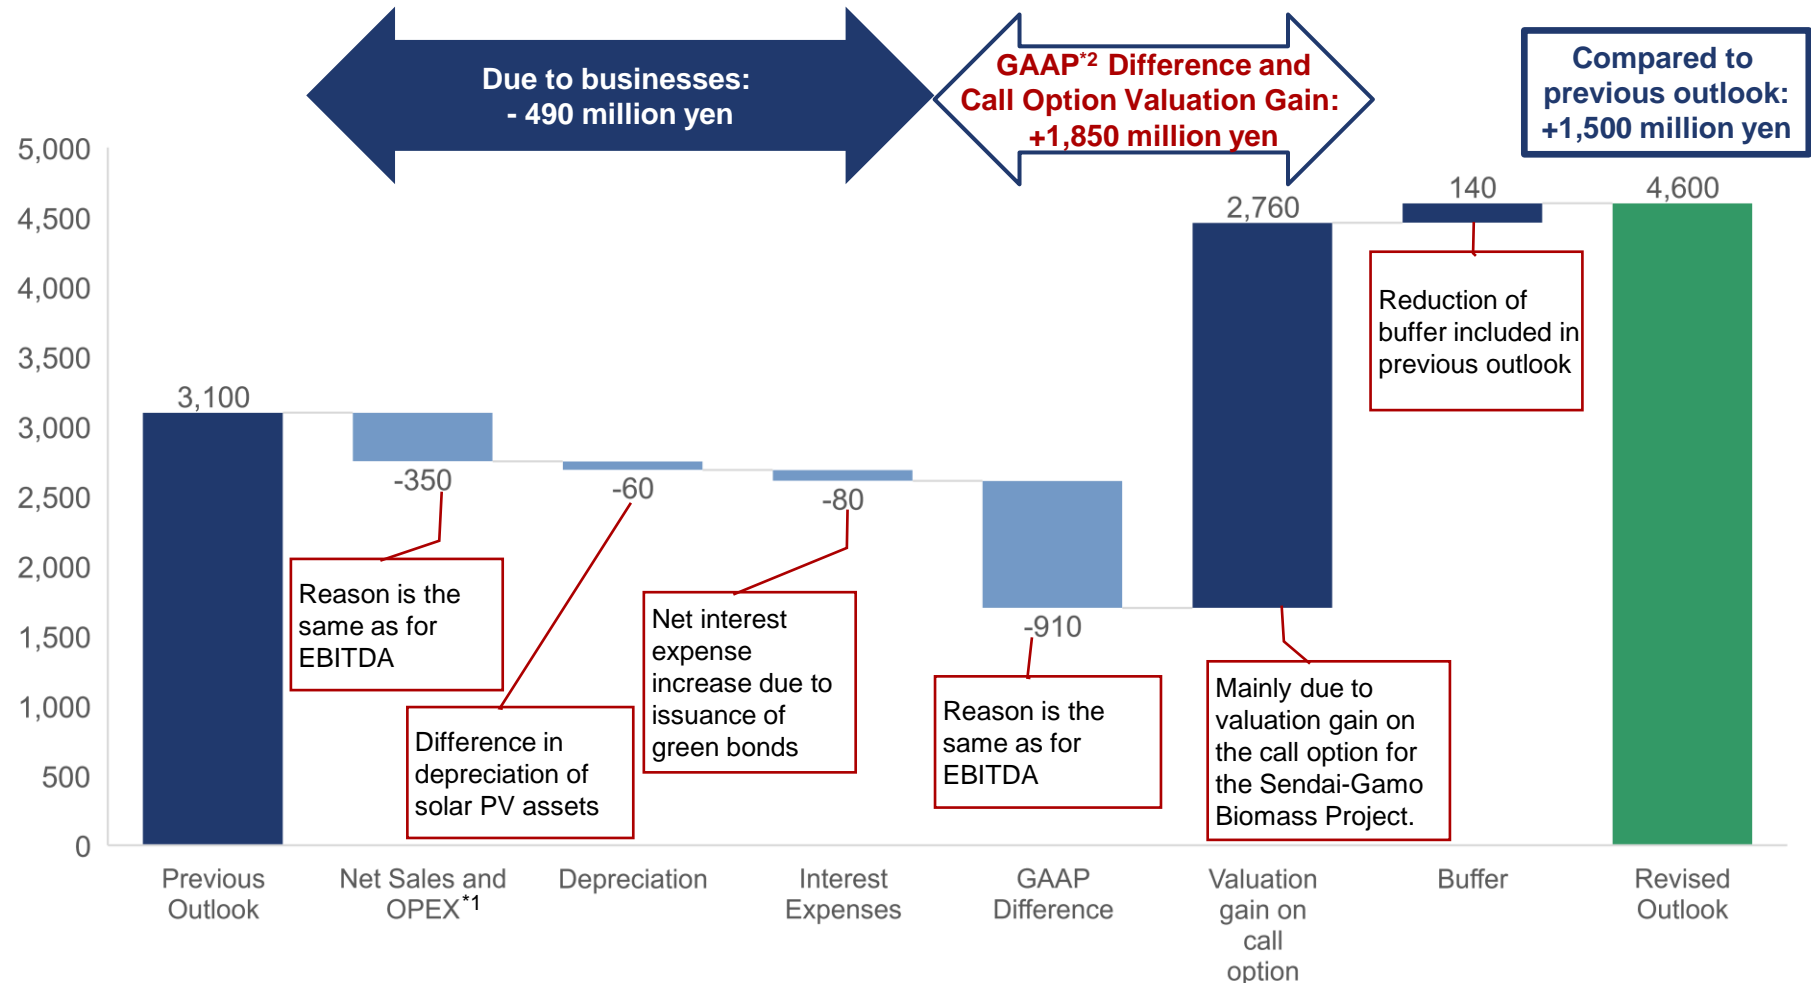 Due to businesses:
- 490 million yen
GAAP*2 Difference and
Call Option Valuation Gain:
+1,850 million yen
Compared to
previous outlook:
+1,500 million yen
5,000
4,500
4,000
3,500
3,000
2,500
2,000
1,500
1,000
500
0
3,100
-350
-60
-80
-910
2,760
140
4,600
Reason is the
same as for
EBITDA
Difference in
depreciation of
solar PV assets
Net interest
expense
increase due to
issuance of
green bonds
Reason is the
same as for
EBITDA
Mainly due to
valuation gain on
the call option for
the Sendai-Gamo
Biomass Project.
Reduction of
buffer included in
previous outlook
Previous
Outlook
Net Sales and
OPEX*1
Depreciation
Interest
Expenses
GAAP
Difference
Valuation
gain on
call
option
Buffer
Revised
Outlook